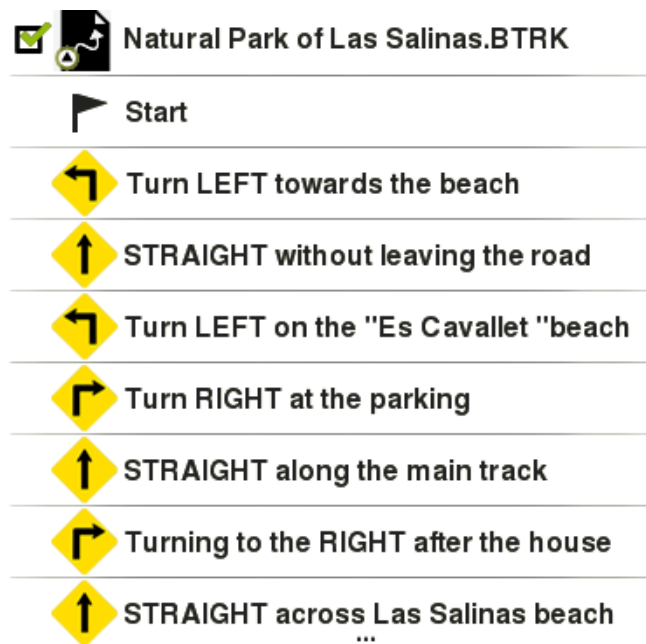 Natural Park of Las Salinas.BTRK
Start
Turn LEFT towards the beach
STRAIGHT without leaving the road
Turn LEFT on the "Es Cavallet "beach
Turn RIGHT at the parking
STRAIGHT along the main track
Turning to the RIGHT after the house
STRAIGHT across Las Salinas beach
...